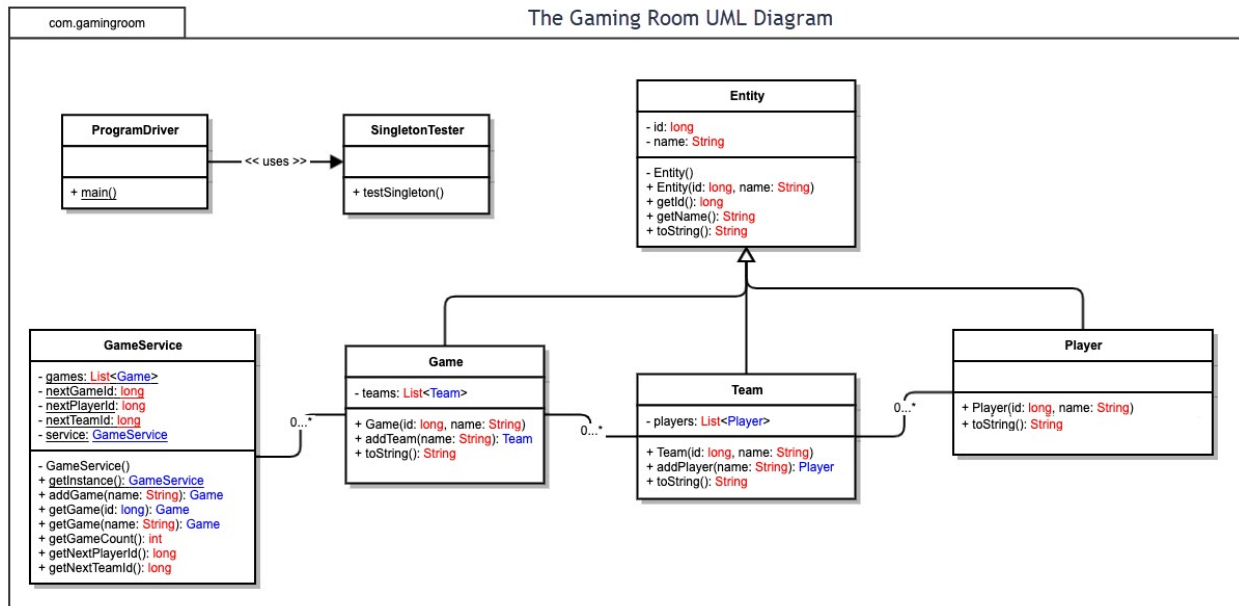 com.gamingroom
The Gaming Room UML Diagram
ProgramDriver
+ main()
<< uses >>
SingletonTester
+ testSingleton()
Entity
- id: long
- name: String
- Entity()
+ Entity(id: long, name: String)
+ getId(): long
+ getName(): String
+ toString(): String
GameService
- games: List<Game>
- nextGameId: long
- nextPlayerId: long
- nextTeamId: long
- service: GameService
- GameService()
+ getInstance(): GameService
+ addGame(name: String): Game
+ getGame(id: long): Game
+ getGame(name: String): Game
+ getGameCount(): int
+ getNextPlayerId(): long
+ getNextTeamId(): long
0...*
Game
- teams: List<Team>
+ Game(id: long, name: String)
+ addTeam(name: String): Team
+ toString(): String
0...*
Team
- players: List<Player>
+ Team(id: long, name: String)
+ addPlayer(name: String): Player
+ toString(): String
0...*
Player
+ Player(id: long, name: String)
+ toString(): String